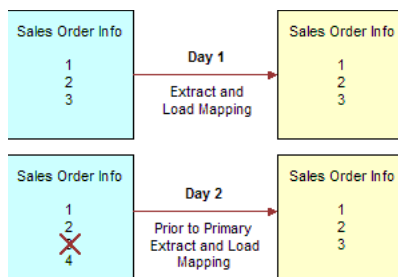 Sales Order Info
1
2
3
Day 1
Extract and
Load Mapping
Sales Order Info
1
2
3
Sales Order Info
1
2
3
4
Day 2
Prior to Primary
Extract and Load
Mapping
Sales Order Info
1
2
3